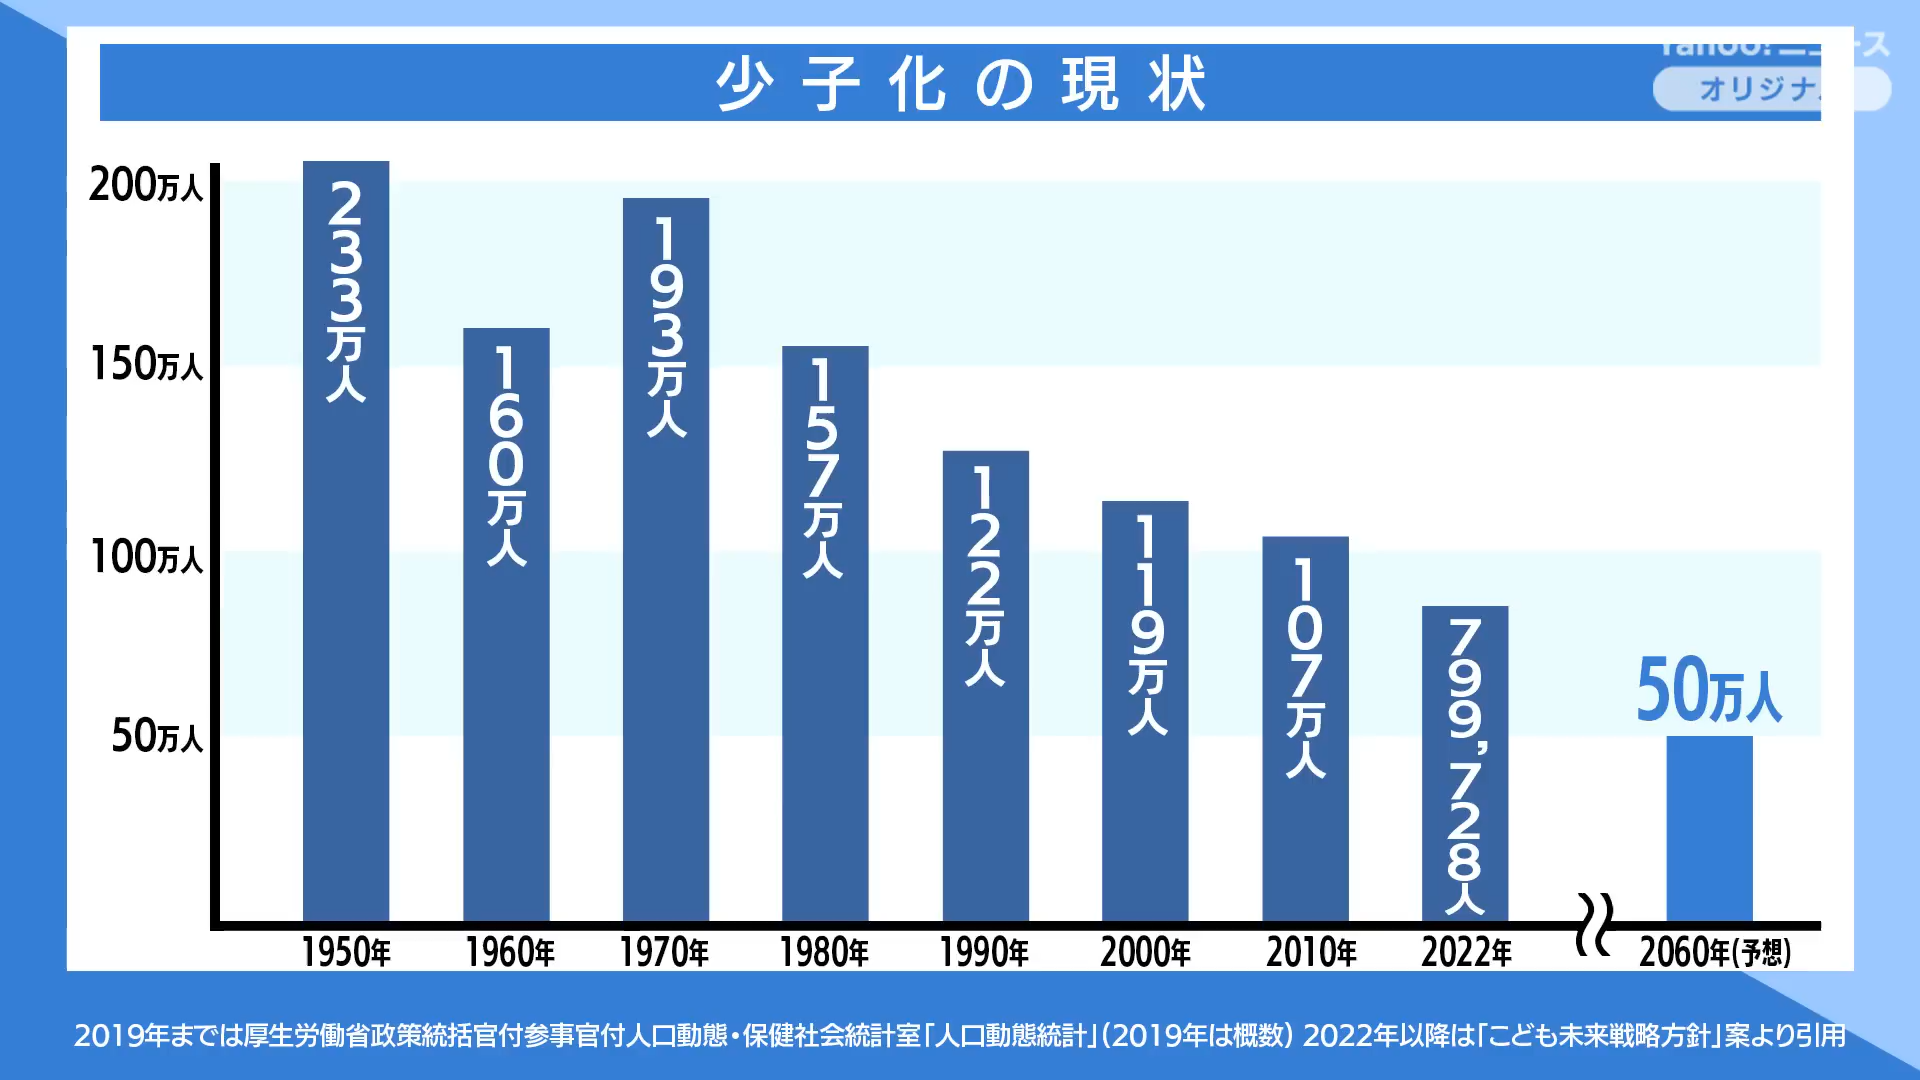 少子化の現状
Yahoo!ニュース
オリジナル
200万人
150万人
100万人
50万人
233万人
160万人
193万人
157万人
122万人
119万人
107万人
799,728人
50万人
1950年
1960年
1970年
1980年
1990年
2000年
2010年
2022年
2060年(予想)
2019年までは厚生労働省政策統括官付参事官付人口動態・保健社会統計室「人口動態統計」(2019年は概数) 2022年以降は「こども未来戦略方針」案より引用